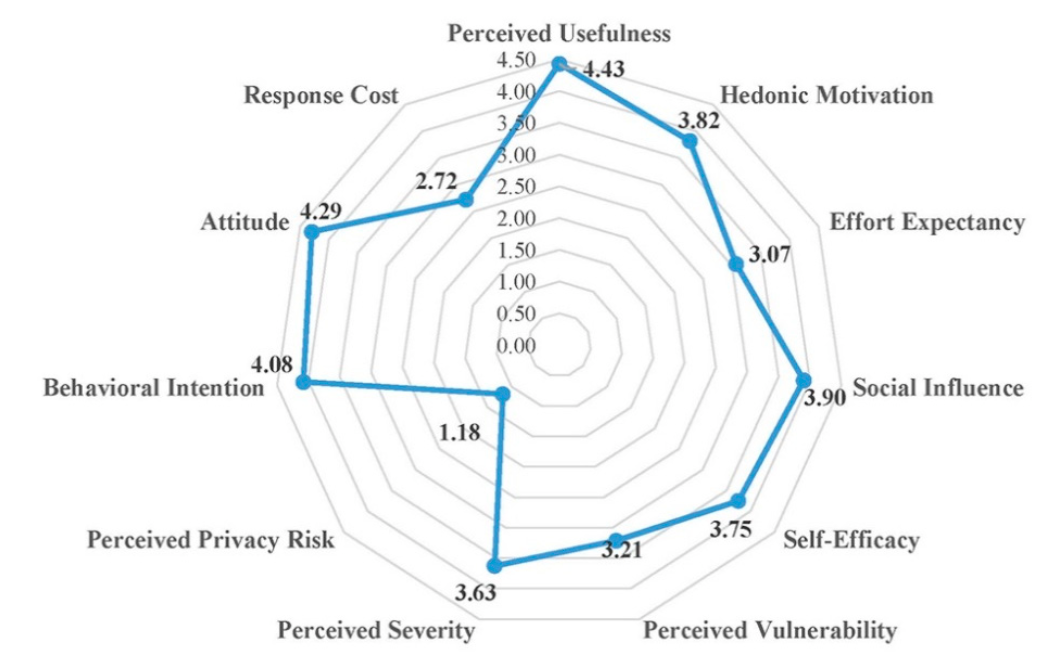 Perceived Usefulness
4.50
4.43
4.00
Response Cost
Hedonic Motivation
3.50
3.82
3.00
2.72
2.50
Attitude
4.29
2.00
Effort Expectancy
1.50
3.07
1.00
0.50
0.00
4.08
Behavioral Intention
Social Influence
3.90
1.18
3.75
Perceived Privacy Risk
Self-Efficacy
3.21
3.63
Perceived Severity
Perceived Vulnerability